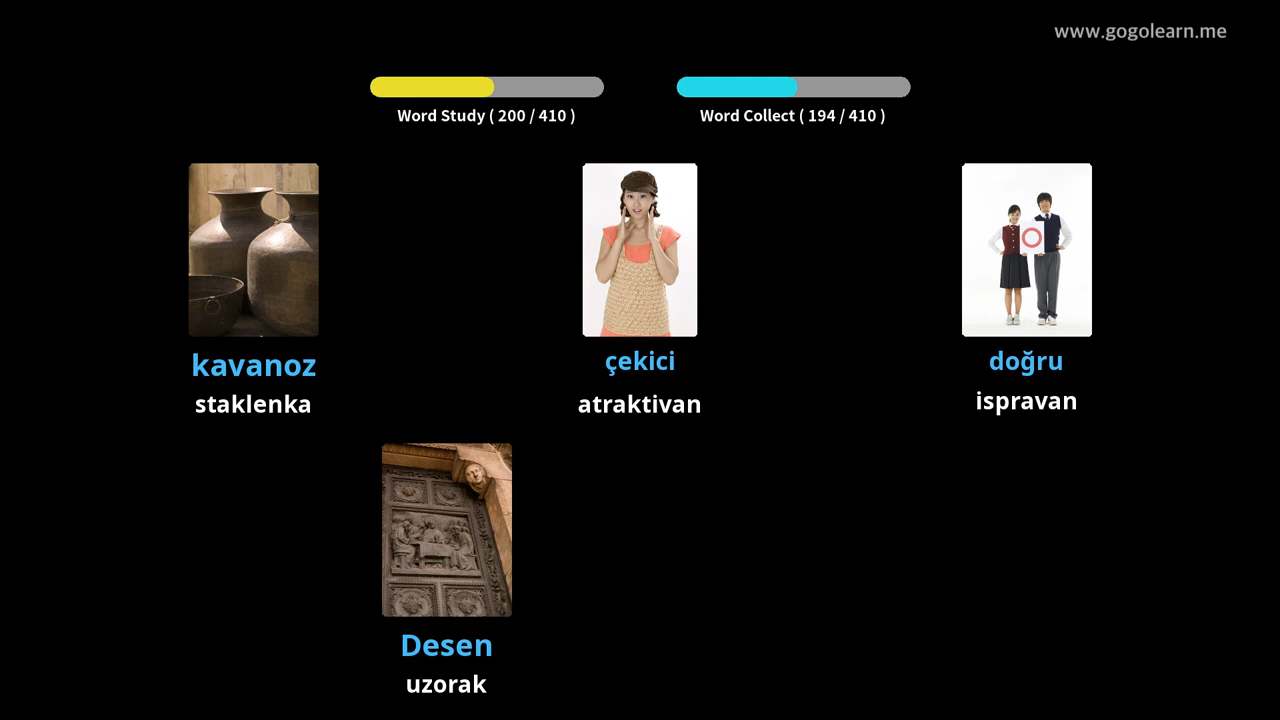 www.gogolearn.me
Word Study ( 200 / 410 )
Word Collect ( 194 / 410 )
kavanoz
staklenka
çekici
atraktivan
doğru
ispravan
Desen
uzorak